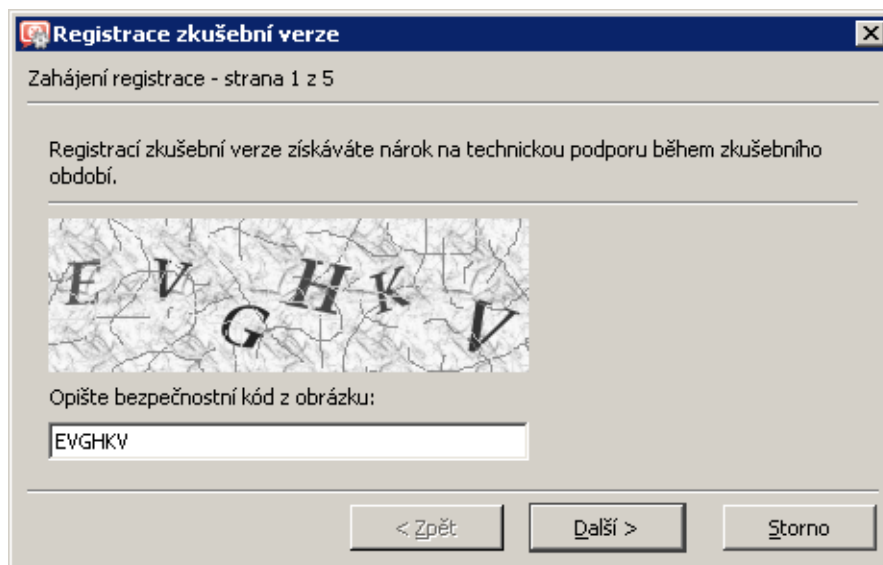 Registrace zkušební verze
Zahájení registrace - strana 1 z 5
Registrací zkušební verze získáváte nárok na technickou podporu během zkušebního
období.
E V G H K V
Opište bezpečnostní kód z obrázku:
EVGHKV
< Zpět Další > Storno